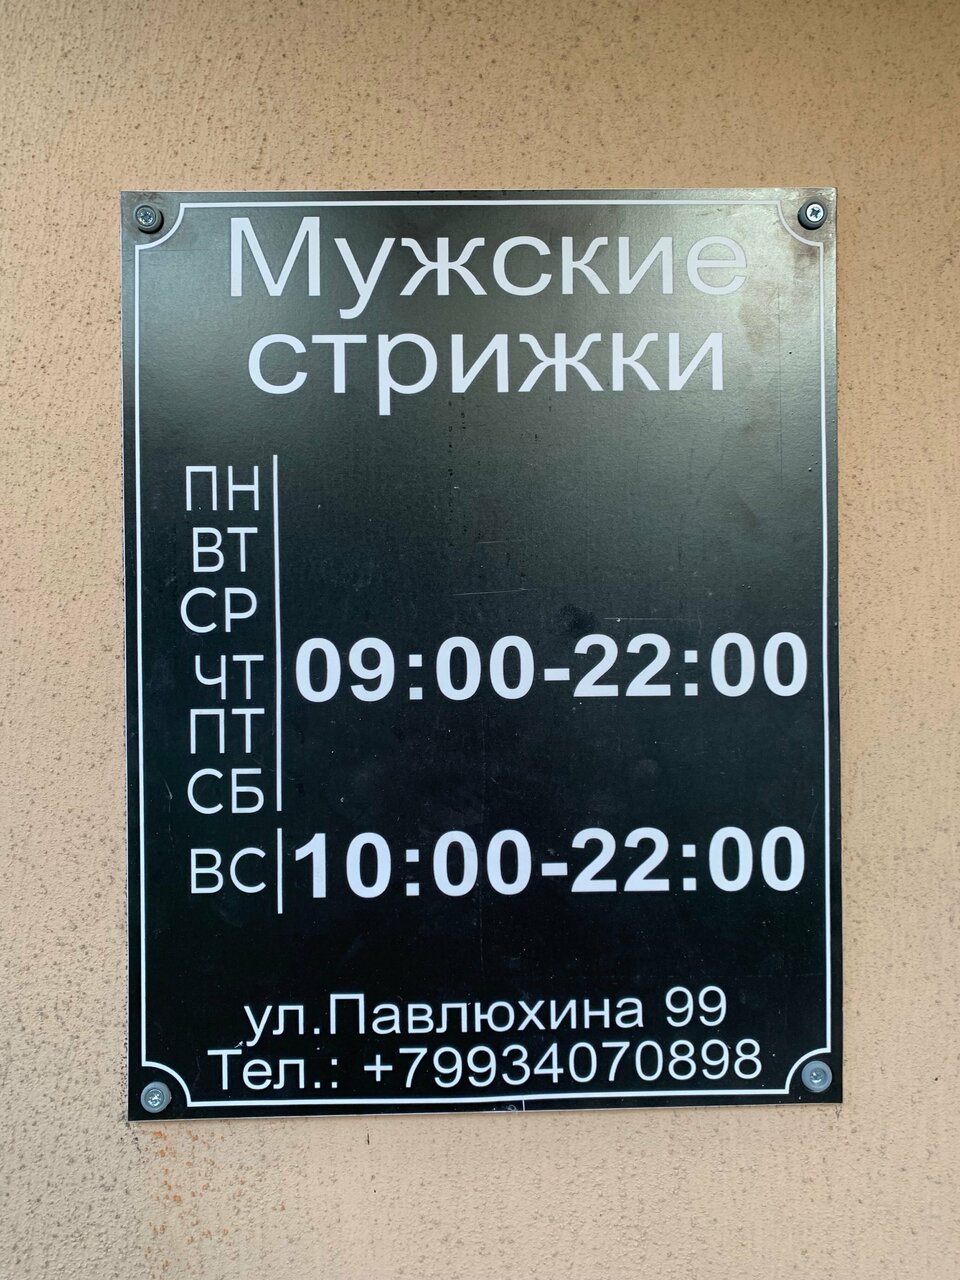 Мужские
стрижки
ПН
ВТ
СР
ЧТ 09:00-22:00
ПТ
СБ
ВС 10:00-22:00
ул.Павлюхина 99
Тел.: +79934070898